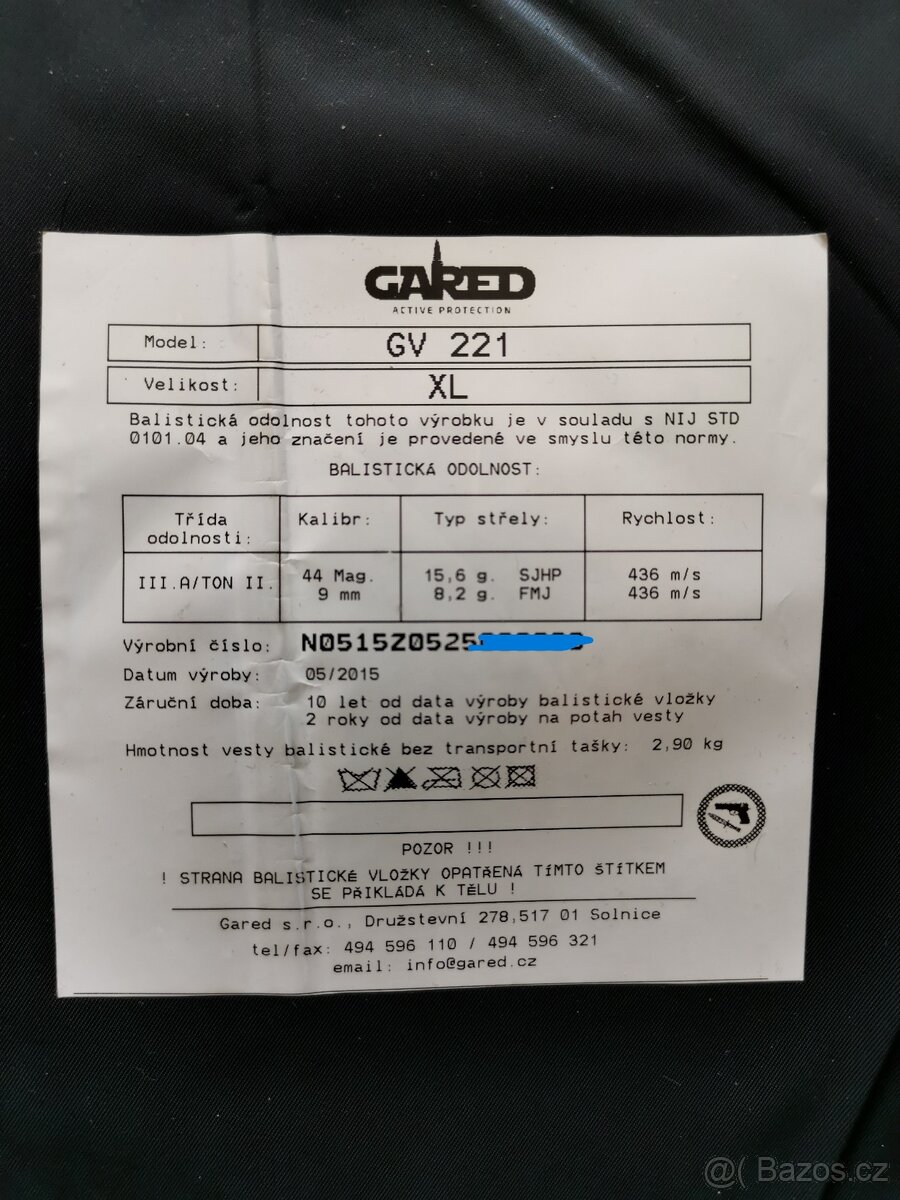 GARED
ACTIVE PROTECTION
Model: GV 221
Velikost: XL
Balistická odolnost tohoto výrobku je v souladu s NIJ STD
0101.04 a jeho značení je provedené ve smyslu této normy.
BALISTICKÁ ODOLNOST:
Třída odolnosti: Kalibr: Typ střely: Rychlost:
III.A/TON II. 44 Mag. 15,6 g. SJHP 436 m/s
9 mm 8,2 g. FMJ 436 m/s
Výrobní číslo: N0515Z0525
Datum výroby: 05/2015
Záruční doba: 10 let od data výroby balistické vložky
2 roky od data výroby na potah vesty
Hmotnost vesty balistické bez transportní tašky: 2,90 kg
POZOR !!!
! STRANA BALISTICKÉ VLOŽKY OPATŘENÁ TÍMTO ŠTÍTKEM
SE PŘIKLÁDÁ K TĚLU !
Gared s.r.o., Družstevní 278,517 01 Solnice
tel/fax: 494 596 110 / 494 596 321
email: info@gared.cz
@( Bazos.cz